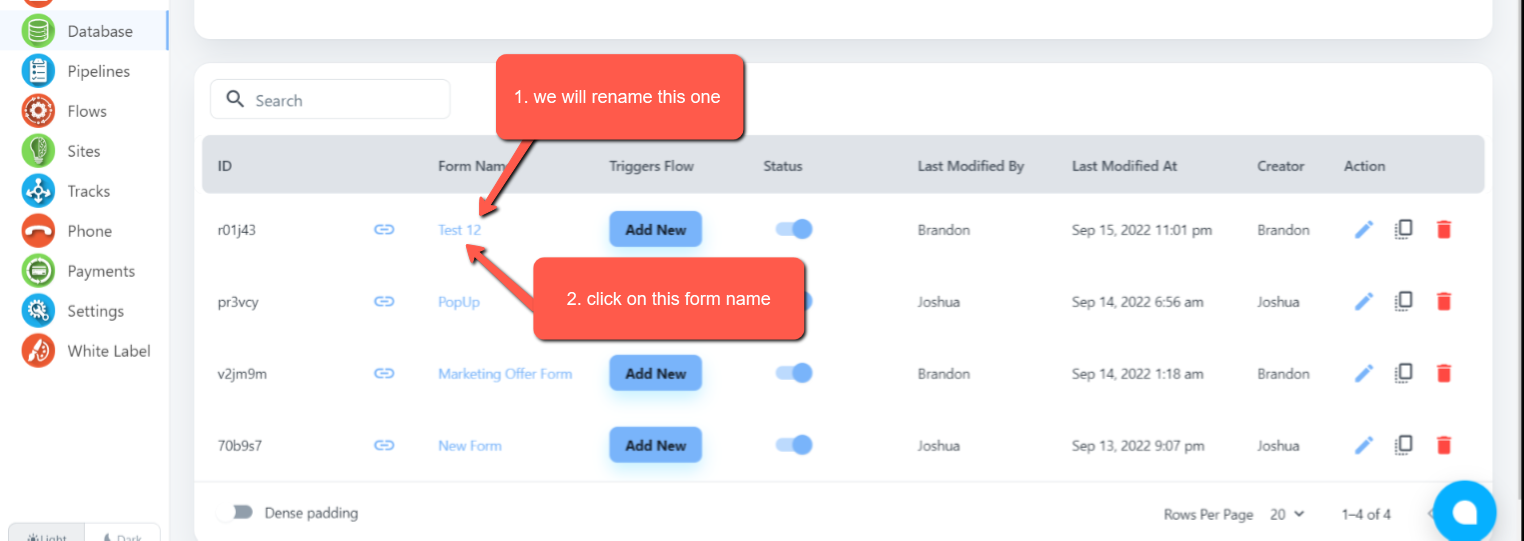 Database
Pipelines
Flows
Sites
Tracks
Phone
Payments
Settings
White Label
Light
Dark
Search
1. we will rename this one
ID
Form Nam
Triggers Flow
Status
Last Modified By
Last Modified At
Creator
Action
r01j43
Test 12
Add New
Brandon
Sep 15, 2022 11:01 pm
Brandon
2. click on this form name
pr3vcy
PopUp
Joshua
Sep 14, 2022 6:56 am
Joshua
v2jm9m
Marketing Offer Form
Add New
Brandon
Sep 14, 2022 1:18 am
Brandon
70b9s7
New Form
Add New
Joshua
Sep 13, 2022 9:07 pm
Joshua
Dense padding
Rows Per Page
20
1–4 of 4